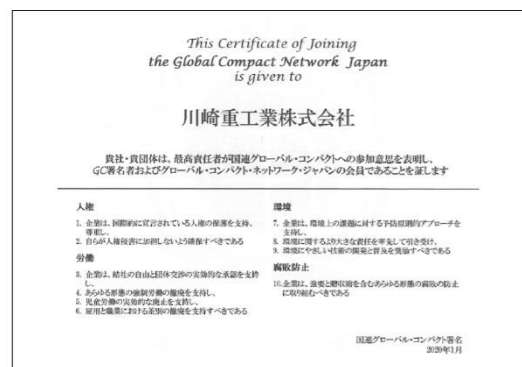 This Certificate of Joining
the Global Compact Network Japan
is given to
川崎重工業株式会社
貴社・貴団体は、最高責任者が国連グローバル・コンパクトへの参加意思を表明し、
GC署名者およびグローバル・コンパクト・ネットワーク・ジャパンの会員であることを証します
人権
1. 企業は、国際的に宣言されている人権の保護を支持、
尊重し、
2. 自らが人権侵害に加担しないよう確保すべきである
労働
3. 企業は、結社の自由と団体交渉の実効的な承認を支持
し、
4. あらゆる形態の強制労働の撤廃を支持し、
5. 児童労働の実効的な廃止を支持し、
6. 雇用と職業における差別の撤廃を支持すべきである
環境
7. 企業は、環境上の課題に対する予防原則的アプローチを
支持し、
8. 環境に関するより大きな責任を率先して引き受け、
9. 環境にやさしい技術の開発と普及を奨励すべきである
腐敗防止
10.企業は、強要と贈収賄を含むあらゆる形態の腐敗の防止
に取り組むべきである
国連グローバル・コンパクト署名
2020年1月